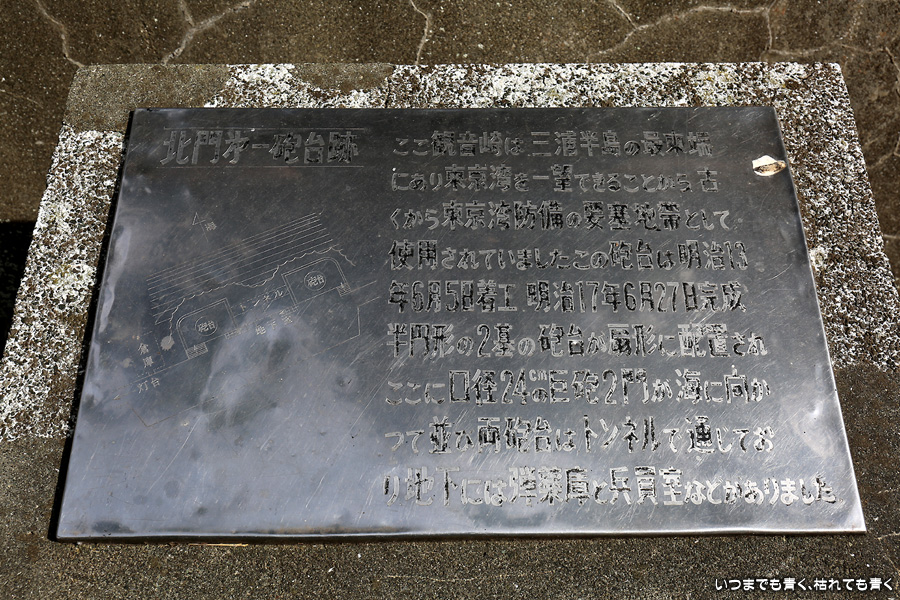 北門㐧一砲台跡
ここ観音崎は 三浦半島の最東端
にあり東京湾を一望できることから 古
くから東京湾防備の要塞地帯として
使用されていましたこの砲台は明治13
年6月5日着工 明治17年6月27日完成
半円形の2基の砲台が扇形に配置され
ここに口径24㎝の巨砲2門が海に向か
って並び両砲台はトンネルで通じてお
り地下には弾薬庫と兵員室などがありました
海
砲台
トンネル
砲台
地下室
灯台
いつまでも青く、枯れても青く